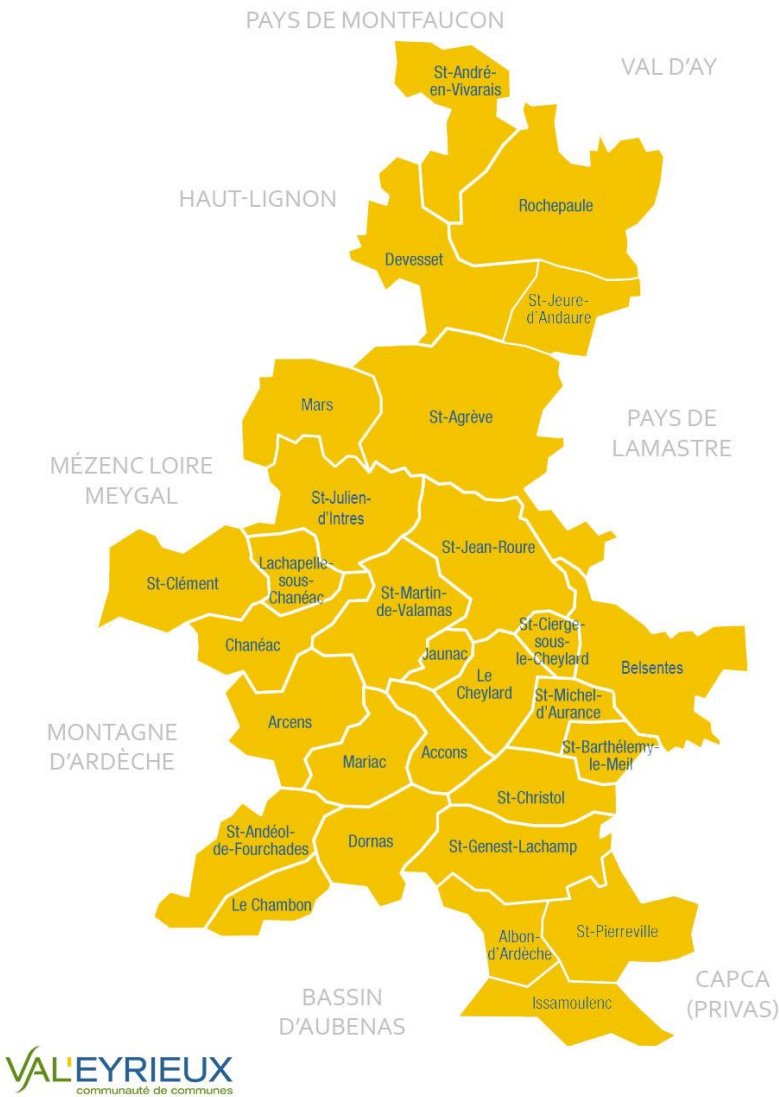 PAYS DE MONTFAUCON
VAL D'AY
St-André-
en-Vivarais
HAUT-LIGNON
Rochepaule
Devesset
St-Jeure-
d'Andaure
Mars
St-Agrève
PAYS DE
LAMASTRE
MÉZENC LOIRE
MEYGAL
St-Julien-
d'Intres
St-Jean-Roure
St-Clément
Lachapelle-
sous-
Chanéac
St-Martin-
de-Valamas
St-Cierge-
sous-
le-Cheylard
Chanéac
Jaunac
Le
Cheylard
Belsentes
St-Michel-
d'Aurance
Arcens
MONTAGNE
D'ARDÈCHE
Mariac
Accons
St-Barthélemy-
le-Meil
St-Christol
St-Andéol-
de-Fourchades
Dornas
St-Genest-Lachamp
Le Chambon
Albon-
d'Ardèche
St-Pierreville
Issamoulenc
CAPCA
(PRIVAS)
BASSIN
D'AUBENAS
VAL'EYRIEUX
communauté de communes